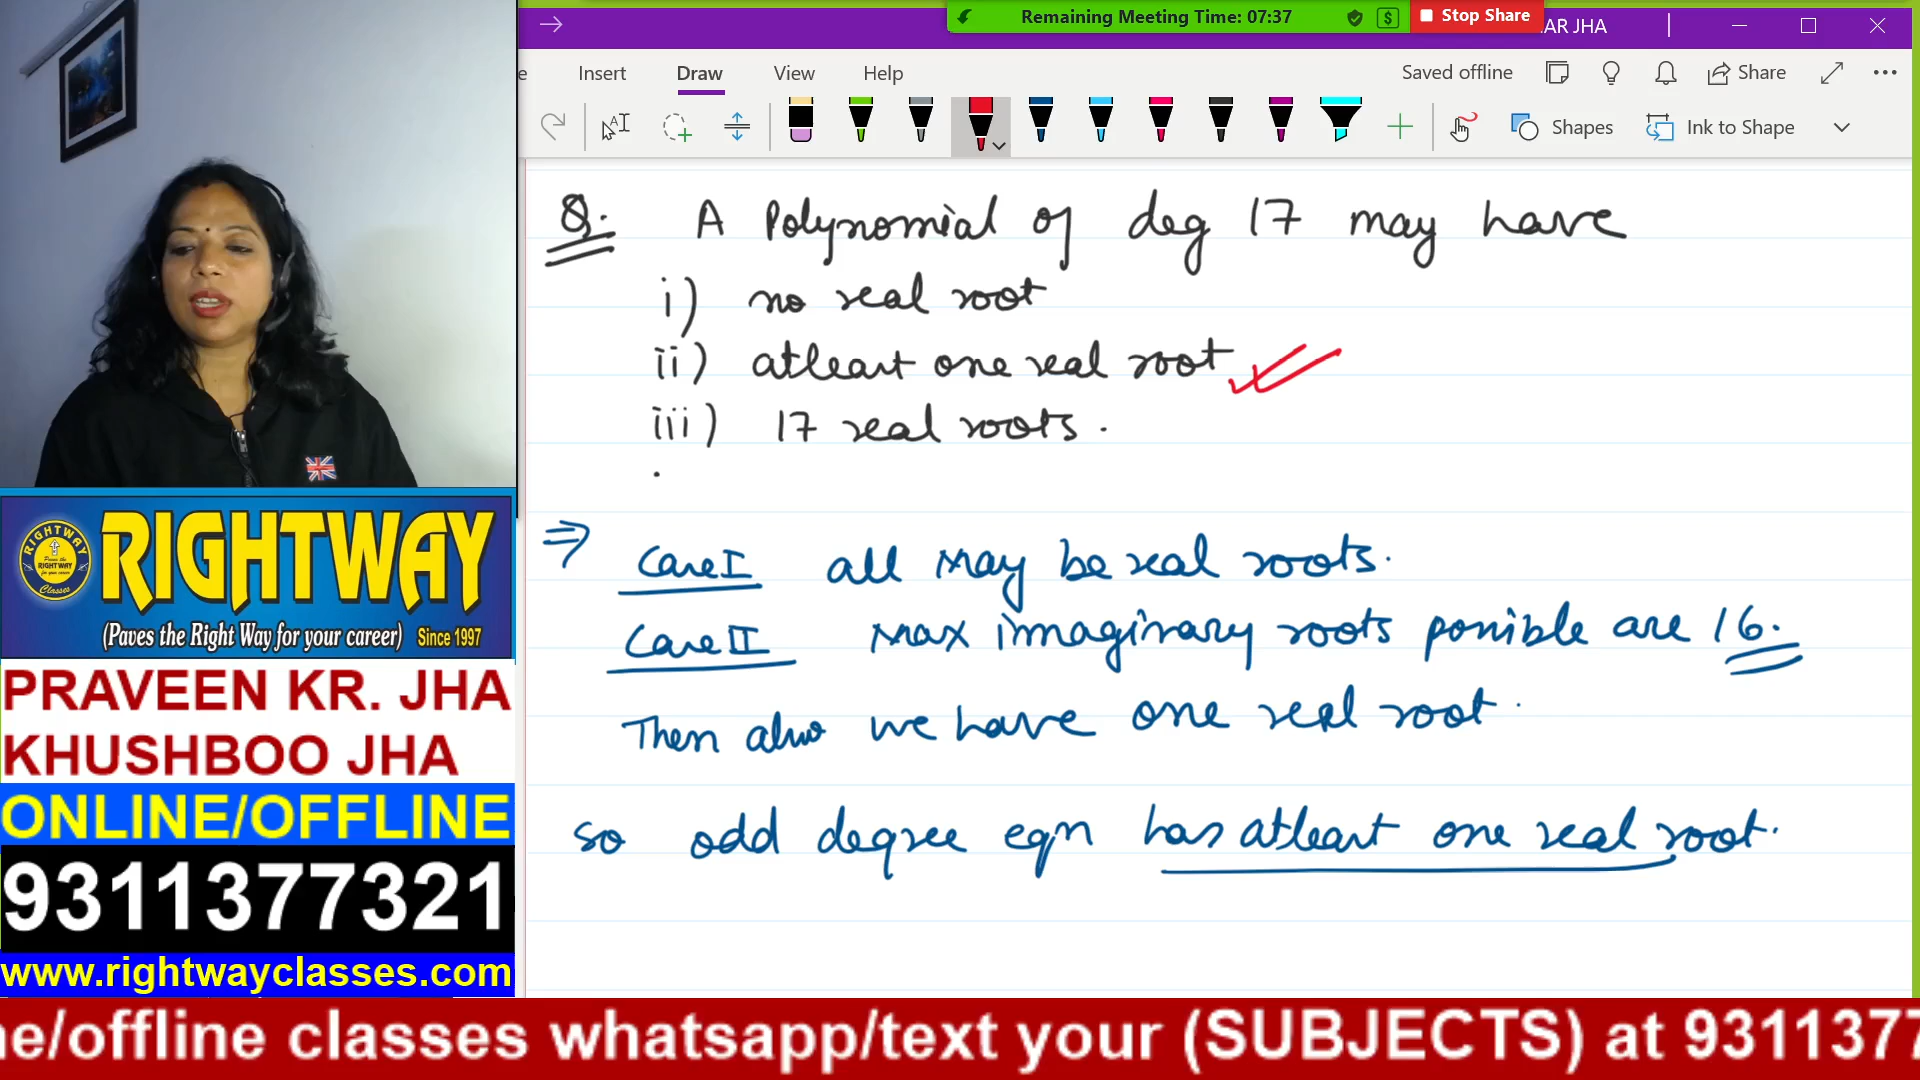 Remaining Meeting Time: 07:37
Stop Share
AR JHA
Insert Draw View Help
Saved offline
Share
Shapes
Ink to Shape
Q. A Polynomial of deg 17 may have
i) no real root
ii) atleast one real root
iii) 17 real roots.
⇒ Case I all may be real roots.
Case II Max imaginary roots possible are 16.
Then also we have one real root.
so odd degree eqn has atleast one real root.
RIGHTWAY
(Paves the Right Way for your career) Since 1997
RIGHTWAY
Classes
PRAVEEN KR. JHA
KHUSHBOO JHA
ONLINE/OFFLINE
9311377321
www.rightwayclasses.com
ne/offline classes whatsapp/text your (SUBJECTS) at 9311377